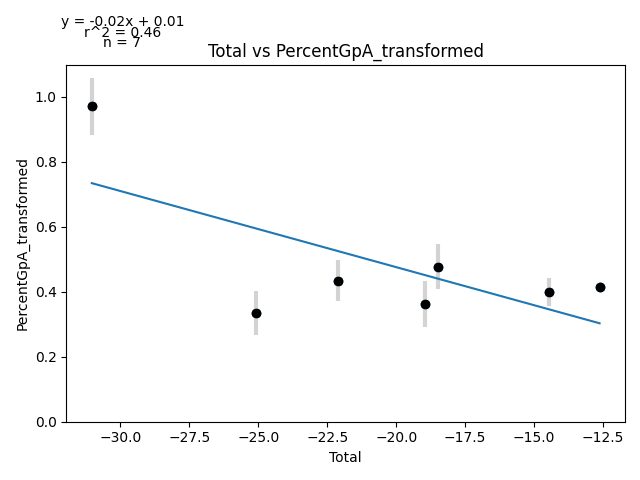 y = -0.02x + 0.01
r^2 = 0.46
n = 7
Total vs PercentGpA_transformed
1.0
0.8
0.6
0.4
0.2
0.0
PercentGpA_transformed
−30.0 −27.5 −25.0 −22.5 −20.0 −17.5 −15.0 −12.5
Total